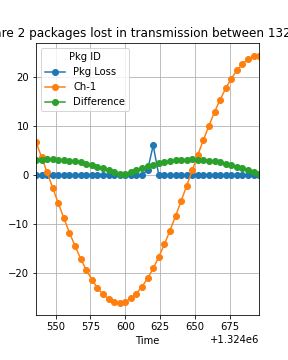 are 2 packages lost in transmission between 132
Pkg ID
Pkg Loss
Ch-1
Difference
20
10
0
−10
−20
550
575
600
625
650
675
Time
+1.324e6